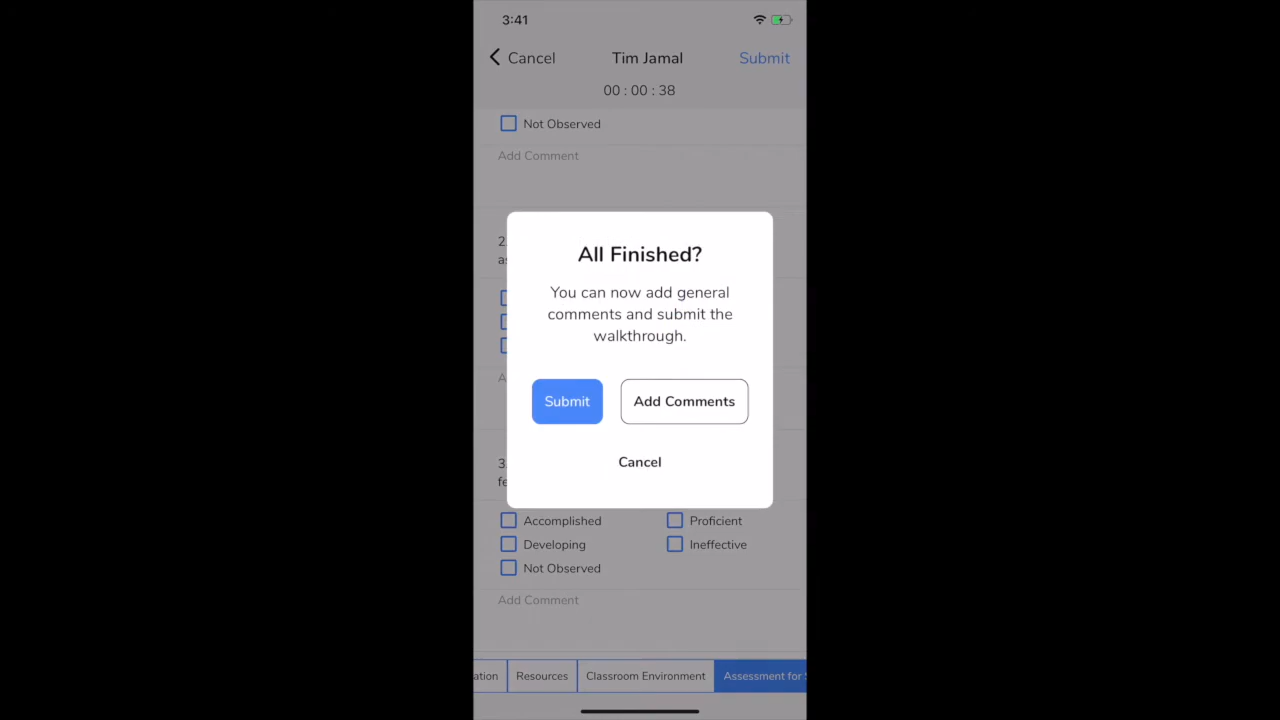 3:41
Cancel
Tim Jamal
Submit
00 : 00 : 38
Not Observed
Add Comment
2.
All Finished?
You can now add general
comments and submit the
walkthrough.
Submit
Add Comments
Cancel
3.
Accomplished
Proficient
Developing
Ineffective
Not Observed
Add Comment
Resources
Classroom Environment
Assessment for